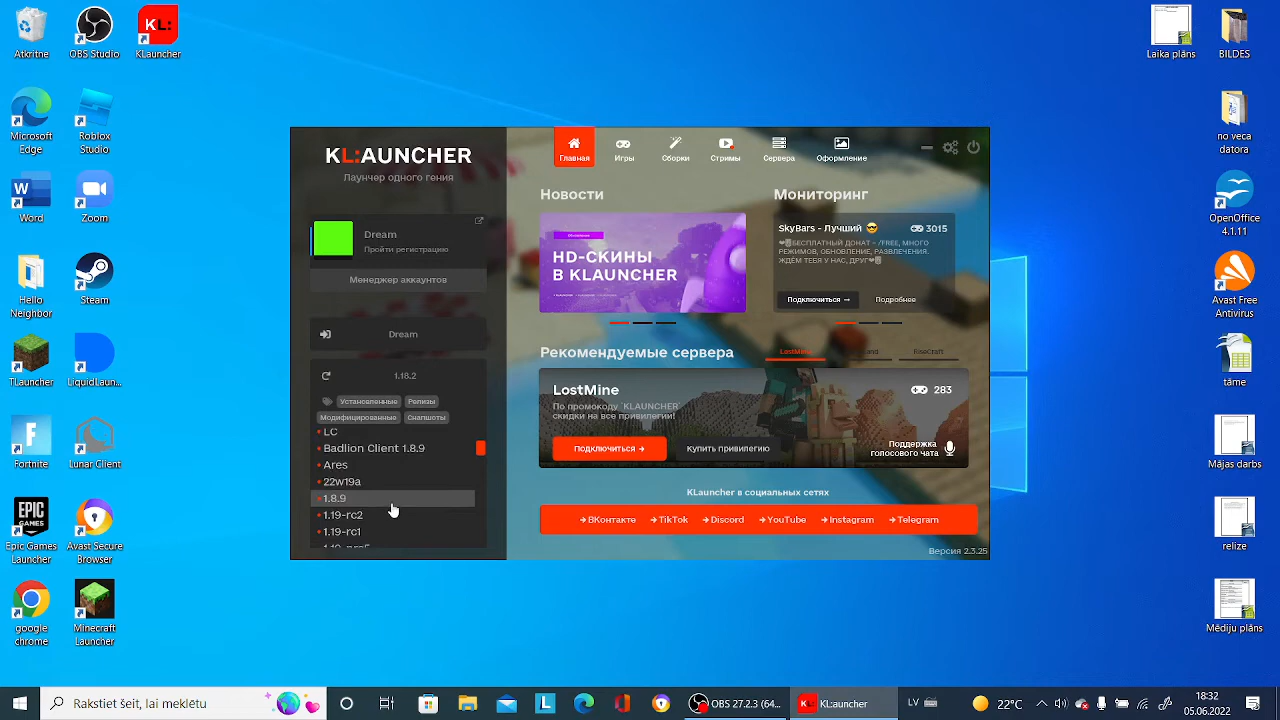 Atkritne
OBS Studio
KLauncher
Microsoft
Edge
Roblox
Word
Zoom
Hello
Neighbor
Steam
TLauncher
LiquidLaun...
Fortnite
Lunar Client
Epic Games
Launcher
Avast Secure
Browser
google
chrome
Minecraft
Launcher
KL:AUNCHER
Лаунчер одного гения
Dream
Пройти регистрацию
Менеджер аккаунтов
Dream
1.18.2
Установленные
Релизы
Модифицированные
Снапшоты
LC
Badlion Client 1.8.9
Ares
22w19a
1.8.9
1.19-rc2
1.19-rc1
Главная
Игры
Сборки
Стримы
Сервера
Оформление
Новости
HD-СКИНЫ
В KLAUNCHER
Мониторинг
SkyBars - Лучший 😎
3015
БЕСПЛАТНЫЙ ДОНАТ - /FREE, МНОГО
РЕЖИМОВ, ОБНОВЛЕНИЕ, РАЗВЛЕЧЕНИЯ.
ЖДЁМ ТЕБЯ У НАС, ДРУГ
Подключиться →
Подробнее
Рекомендуемые сервера
LostMine
RiseCraft
LostMine
283
По промокоду `KLAUNCHER`
скидки на все привилегии!
Подключиться →
Купить привилегию
Поддержка
голосового чата
KLauncher в социальных сетях
→ ВКонтакте
→ TikTok
→ Discord
→ YouTube
→ Instagram
→ Telegram
Версия 2.3.25
Laika plāns
BILDES
no veca
datora
OpenOffice
4.1.11
Avast Free ...
tāmis
relize
Mēdiju plāns
Rakstiet šeit, lai meklētu
OBS 27.2.3 (64...
KL:auncher
LV
22°C
18:32
05.06.2022